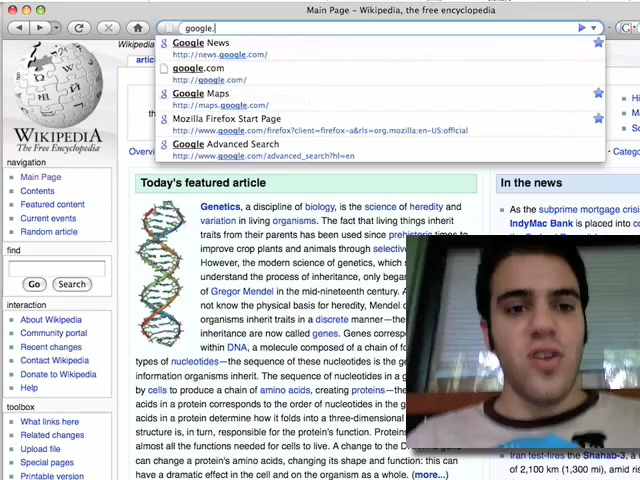 Main Page - Wikipedia, the free encyclopedia
google.
Google News
http://news.google.com/
google.com
http://google.com/
Google Maps
http://maps.google.com/
Mozilla Firefox Start Page
http://www.google.com/firefox?client=firefox-a&rls=org.mozilla:en-US:official
Google Advanced Search
http://www.google.com/advanced_search?hl=en
Wikipedia
artic
th
Overvi
WIKIPEDIA
The Free Encyclopedia
navigation
Main Page
Contents
Featured content
Current events
Random article
find
Go
Search
interaction
About Wikipedia
Community portal
Recent changes
Contact Wikipedia
Donate to Wikipedia
Help
toolbox
What links here
Related changes
Upload file
Special pages
Printable version
Today's featured article
Genetics, a discipline of biology, is the science of heredity and
variation in living organisms. The fact that living things inherit
traits from their parents has been used since prehistoric times to
improve crop plants and animals through selective
However, the modern science of genetics, which s
understand the process of inheritance, only began
of Gregor Mendel in the mid-nineteenth century. A
not know the physical basis for heredity, Mendel o
organisms inherit traits in a discrete manner—the
inheritance are now called genes. Genes corresp
within DNA, a molecule composed of a chain of fo
types of nucleotides—the sequence of these nucleotides is the ge
information organisms inherit. The sequence of nucleotides in a g
by cells to produce a chain of amino acids, creating proteins—the
acids in a protein corresponds to the order of nucleotides in the g
amino acids in a protein determine how it folds into a three-dimensional
structure is, in turn, responsible for the protein's function. Proteins
almost all the functions needed for cells to live. A change to the D
can change a protein's amino acids, changing its shape and function: this can
have a dramatic effect in the cell and on the organism as a whole. (more...)
Hi
Ma
So
Catego
In the news
As the subprime mortgage crisi
IndyMac Bank is placed into c
Iran test-fires the Shahab-3, a
of 2,100 km (1,300 mi), amid ris